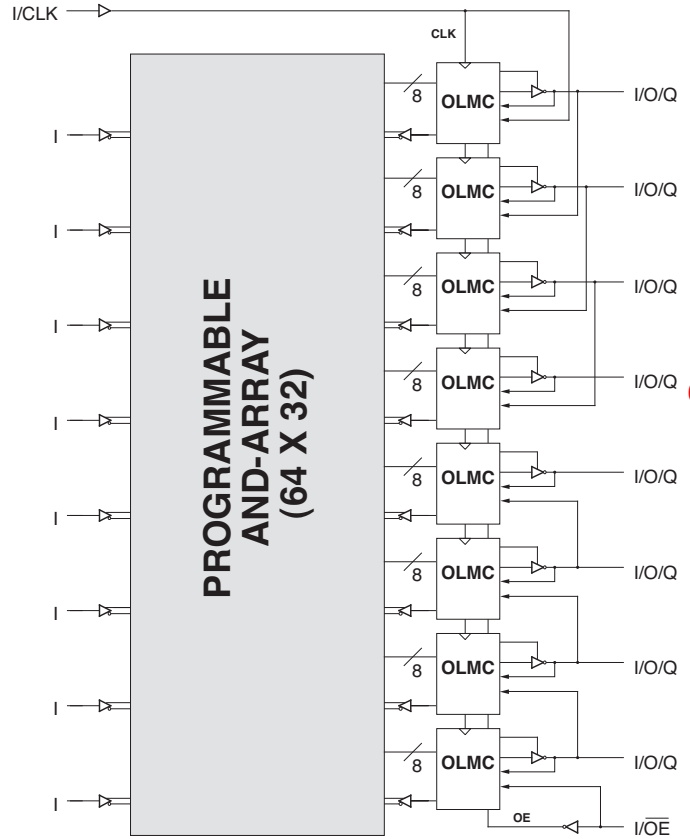 I/CLK
CLK
8
OLMC
I/O/Q
I
8
OLMC
I/O/Q
I
8
OLMC
I/O/Q
I
8
OLMC
I/O/Q
I
PROGRAMMABLE
AND-ARRAY
(64 X 32)
8
OLMC
I/O/Q
I
8
OLMC
I/O/Q
I
8
OLMC
I/O/Q
I
8
OLMC
I/O/Q
I
OE
I/O̅E̅